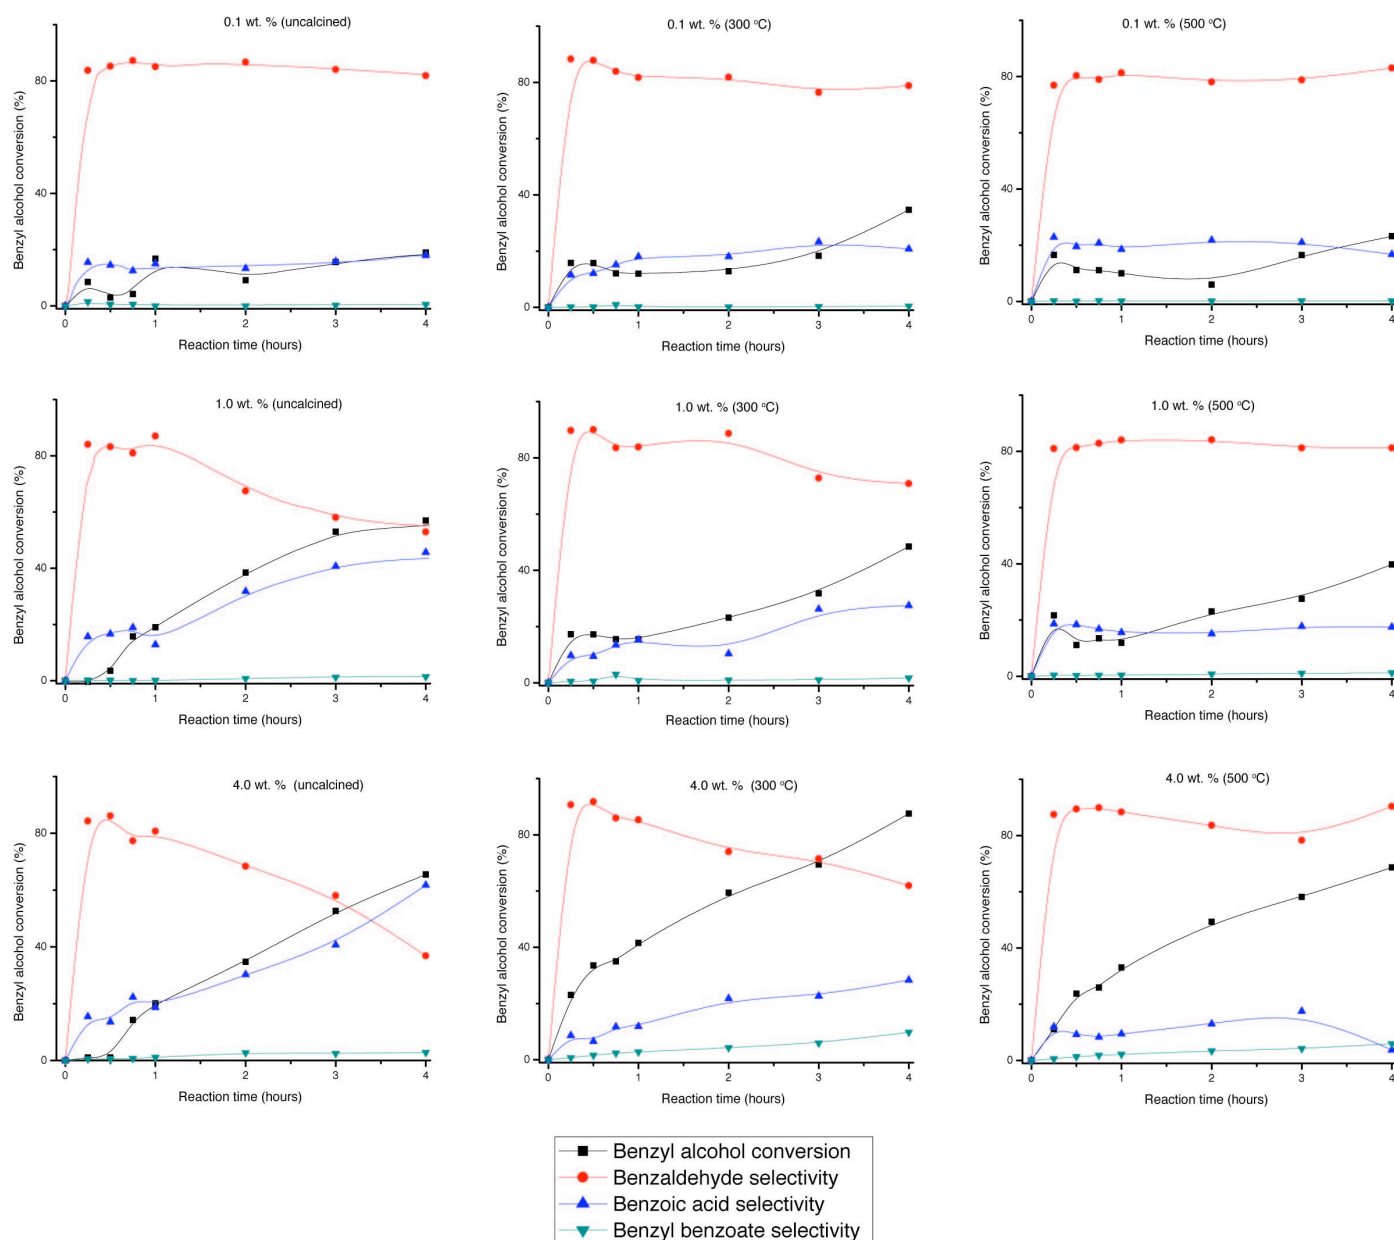 0.1 wt. % (uncalcined)
Benzyl alcohol conversion (%)
80
40
0
0 1 2 3 4
Reaction time (hours)
0.1 wt. % (300 °C)
Benzyl alcohol conversion (%)
80
40
0
0 1 2 3 4
Reaction time (hours)
0.1 wt. % (500 °C)
Benzyl alcohol conversion (%)
80
40
0
0 1 2 3 4
Reaction time (hours)
1.0 wt. % (uncalcined)
Benzyl alcohol conversion (%)
80
40
0
0 1 2 3 4
Reaction time (hours)
1.0 wt. % (300 °C)
Benzyl alcohol conversion (%)
80
40
0
0 1 2 3 4
Reaction time (hours)
1.0 wt. % (500 °C)
Benzyl alcohol conversion (%)
80
40
0
0 1 2 3 4
Reaction time (hours)
4.0 wt. % (uncalcined)
Benzyl alcohol conversion (%)
80
40
0
0 1 2 3 4
Reaction time (hours)
4.0 wt. % (300 °C)
Benzyl alcohol conversion (%)
80
40
0
0 1 2 3 4
Reaction time (hours)
4.0 wt. % (500 °C)
Benzyl alcohol conversion (%)
80
40
0
0 1 2 3 4
Reaction time (hours)
Benzyl alcohol conversion
Benzaldehyde selectivity
Benzoic acid selectivity
Benzyl benzoate selectivity